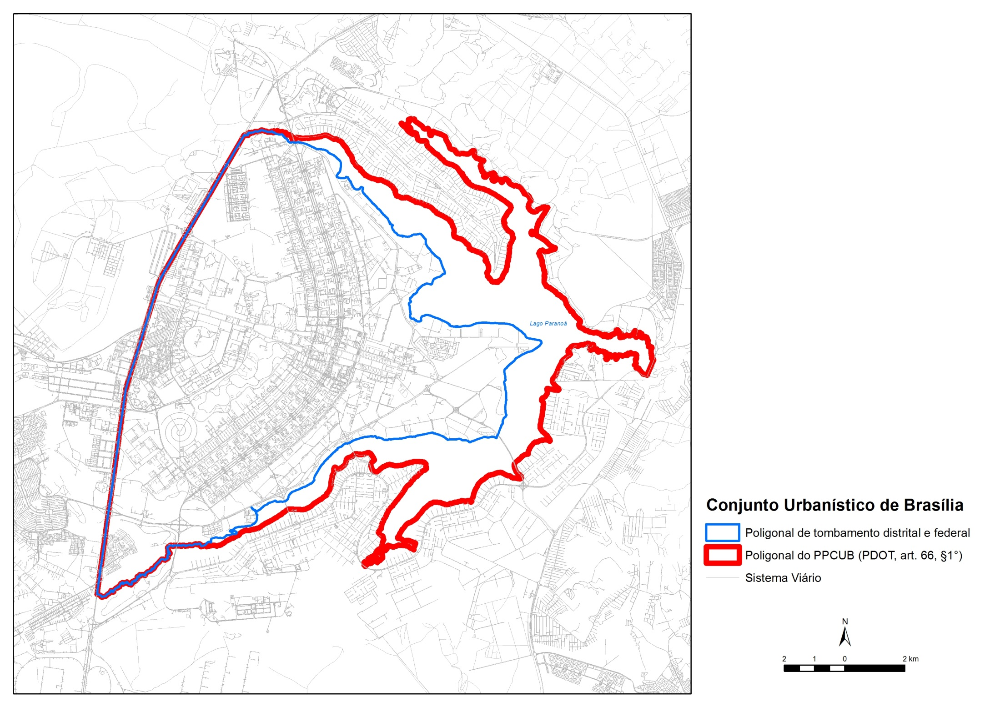 Lago Paranoá
Conjunto Urbanístico de Brasília
Poligonal de tombamento distrital e federal
Poligonal do PPCUB (PDOT, art. 66, §1°)
Sistema Viário
N
2 1 0 2 km